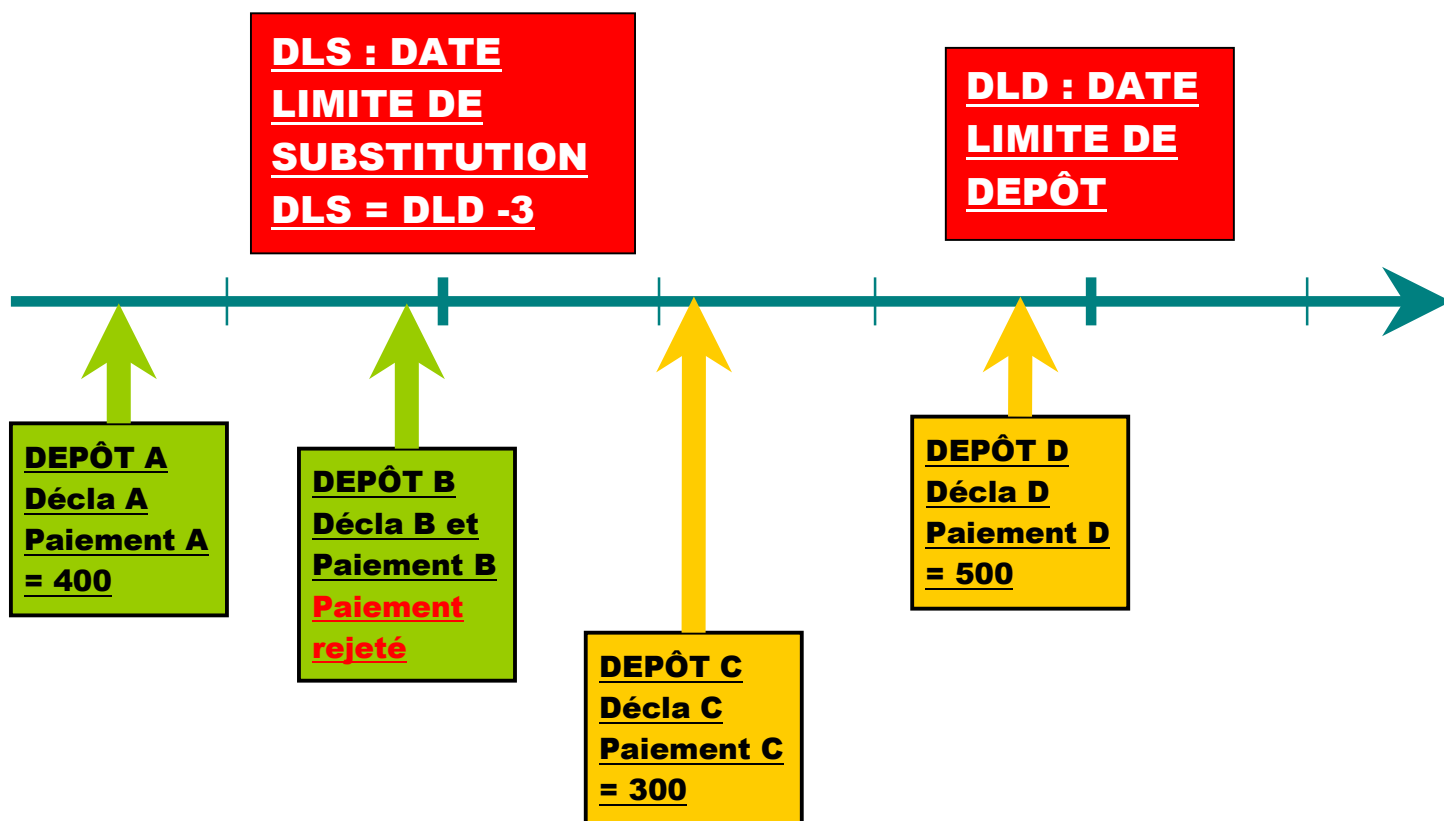 DLS : DATE
LIMITE DE
SUBSTITUTION
DLS = DLD -3
DLD : DATE
LIMITE DE
DEPÔT
DEPÔT A
Décla A
Paiement A
= 400
DEPÔT B
Décla B et
Paiement B
Paiement
rejeté
DEPÔT C
Décla C
Paiement C
= 300
DEPÔT D
Décla D
Paiement D
= 500